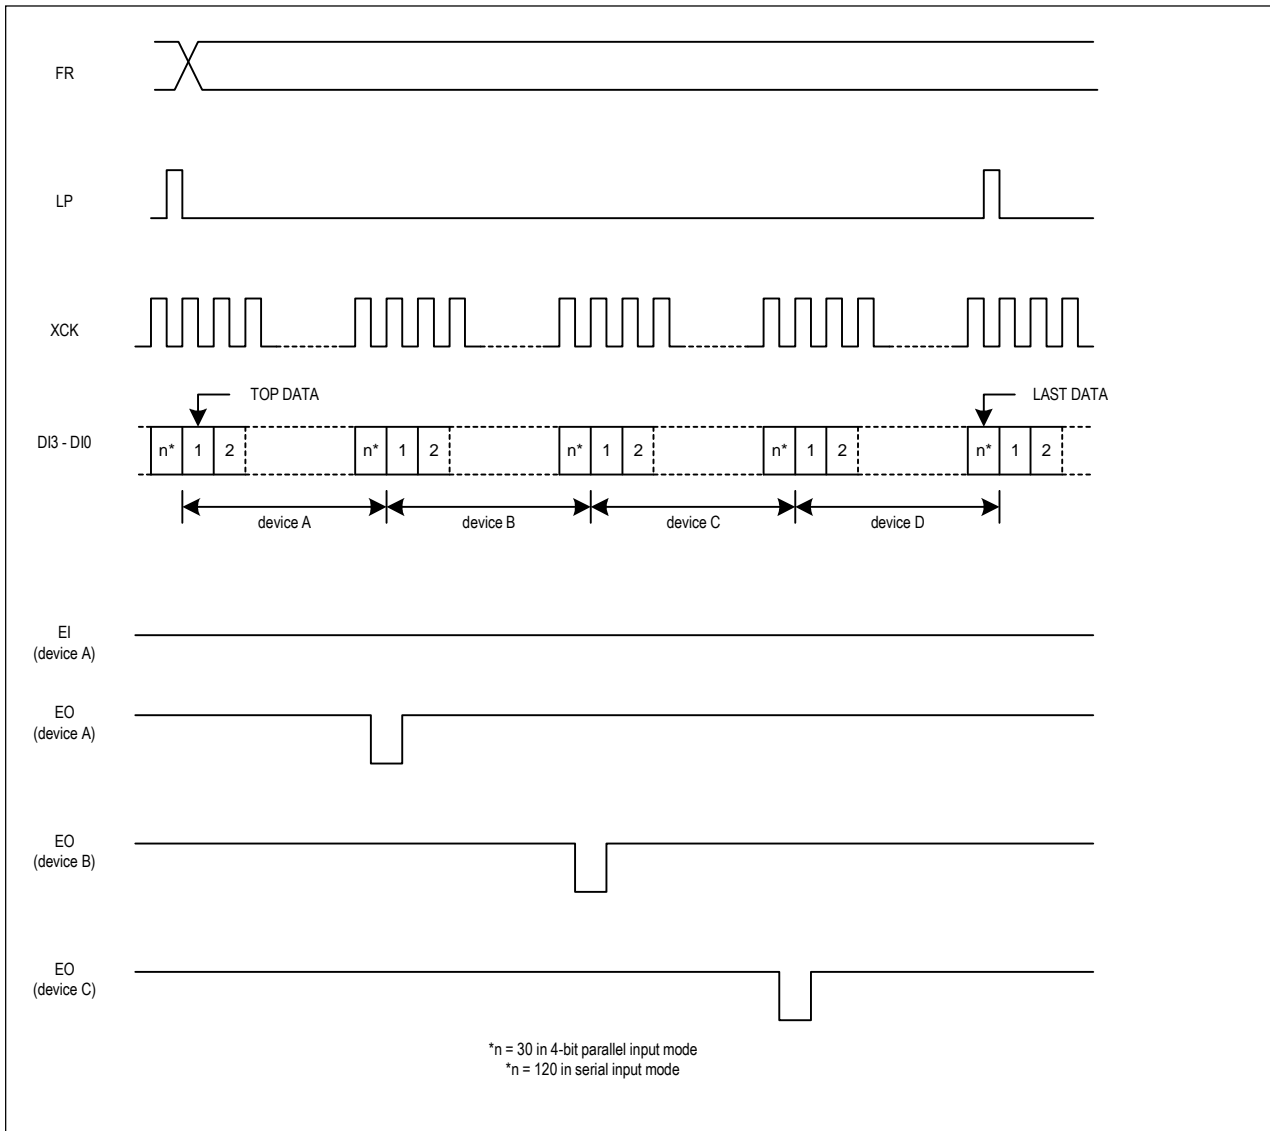 FR
LP
XCK
TOP DATA
LAST DATA
DI3 - DI0
n* 1 2 n* 1 2 n* 1 2 n* 1 2 n* 1 2
device A device B device C device D
EI
(device A)
EO
(device A)
EO
(device B)
EO
(device C)
*n = 30 in 4-bit parallel input mode
*n = 120 in serial input mode